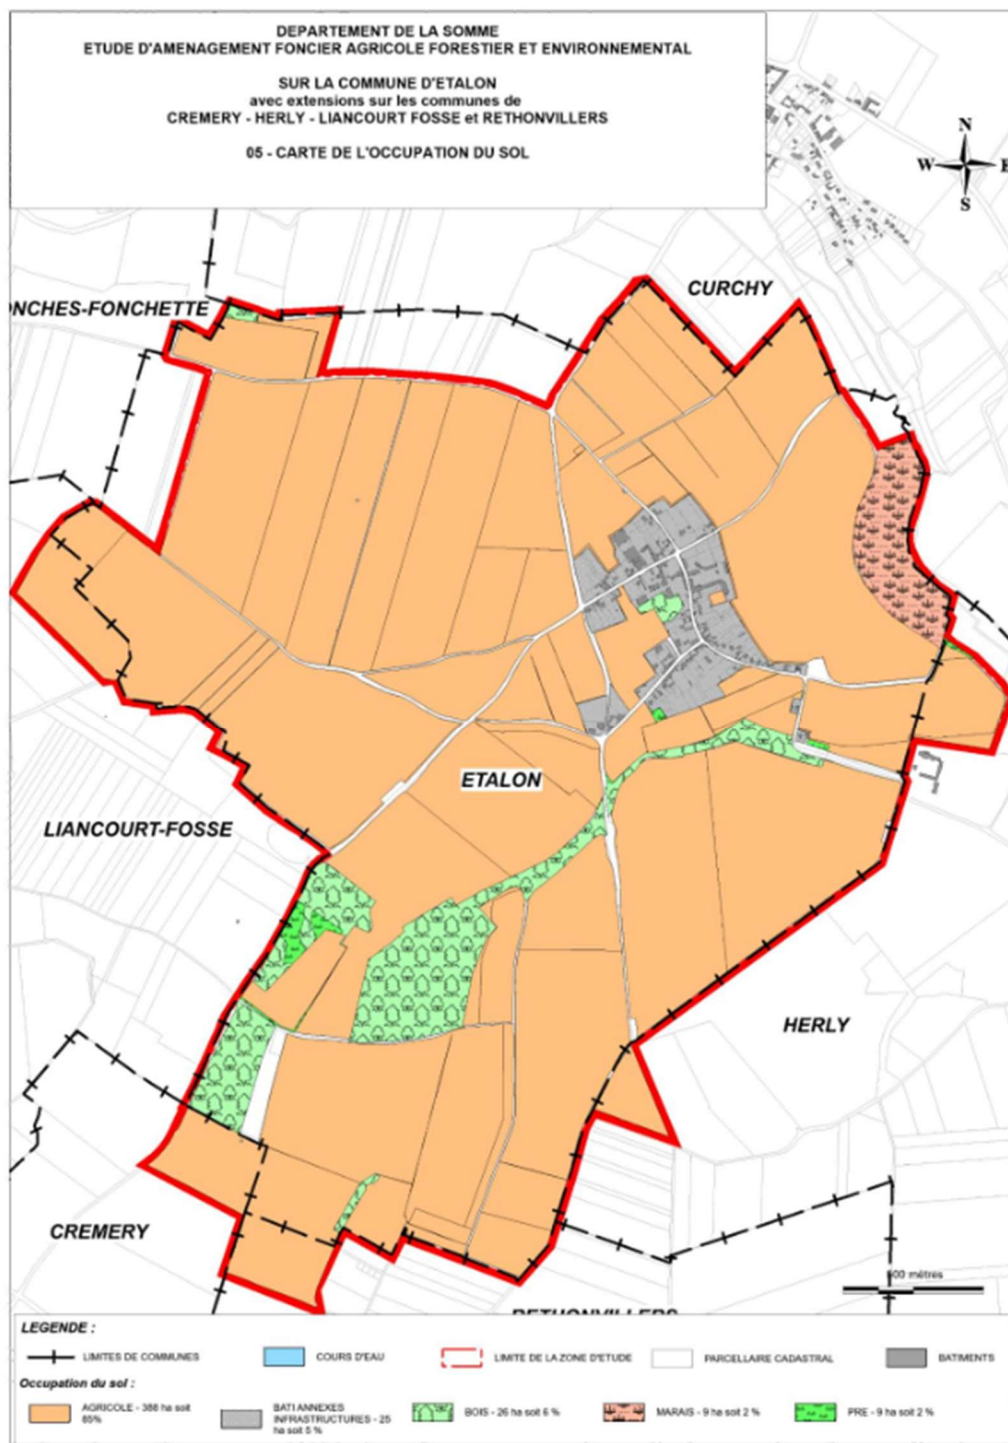 DEPARTEMENT DE LA SOMME
ETUDE D'AMENAGEMENT FONCIER AGRICOLE FORESTIER ET ENVIRONNEMENTAL
SUR LA COMMUNE D'ETALON
avec extensions sur les communes de
CREMERY - HERLY - LIANCOURT FOSSE et RETHONVILLERS
05 - CARTE DE L'OCCUPATION DU SOL
N
W E
S
CURCHY
ONCHES-FONCHETTE
ETALON
LIANCOURT-FOSSE
HERLY
CREMERY
500 mètres
RETHONVILLERS
LEGENDE :
LIMITES DE COMMUNES
COURS D'EAU
LIMITE DE LA ZONE D'ETUDE
PARCELLAIRE CADASTRAL
BATIMENTS
Occupation du sol :
AGRICOLE - 388 ha soit
85%
BATI ANNEXES
INFRASTRUCTURES - 25
ha soit 5 %
BOIS - 26 ha soit 6 %
MARAIS - 9 ha soit 2 %
PRE - 9 ha soit 2 %